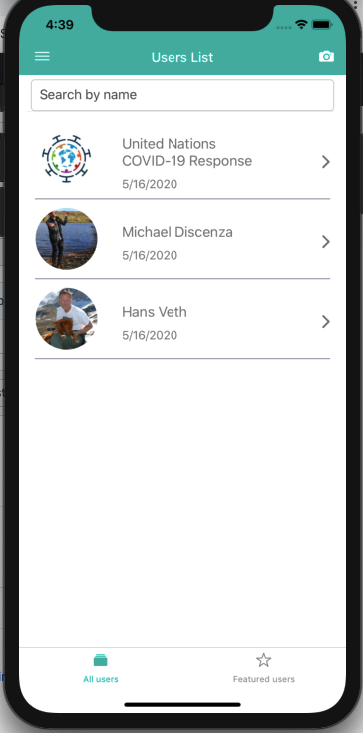 4:39
Users List
Search by name
United Nations
COVID-19 Response
5/16/2020
Michael Discenza
5/16/2020
Hans Veth
5/16/2020
All users
Featured users